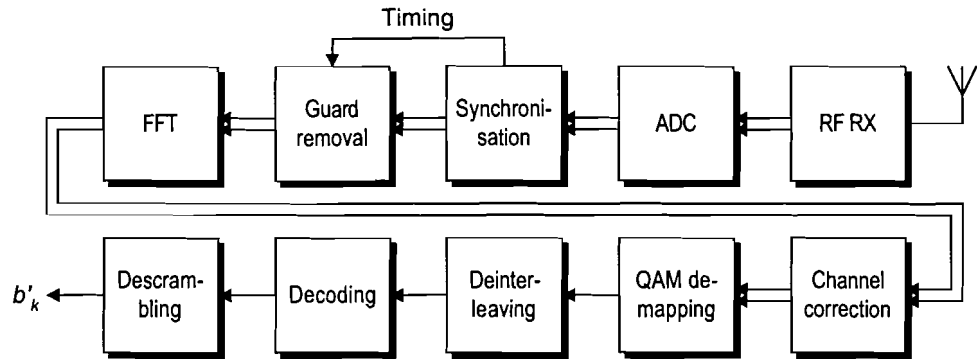 Timing
FFT
Guard
removal
Synchroni-
sation
ADC
RF RX
b'k
Descram-
bling
Decoding
Deinter-
leaving
QAM de-
mapping
Channel
correction